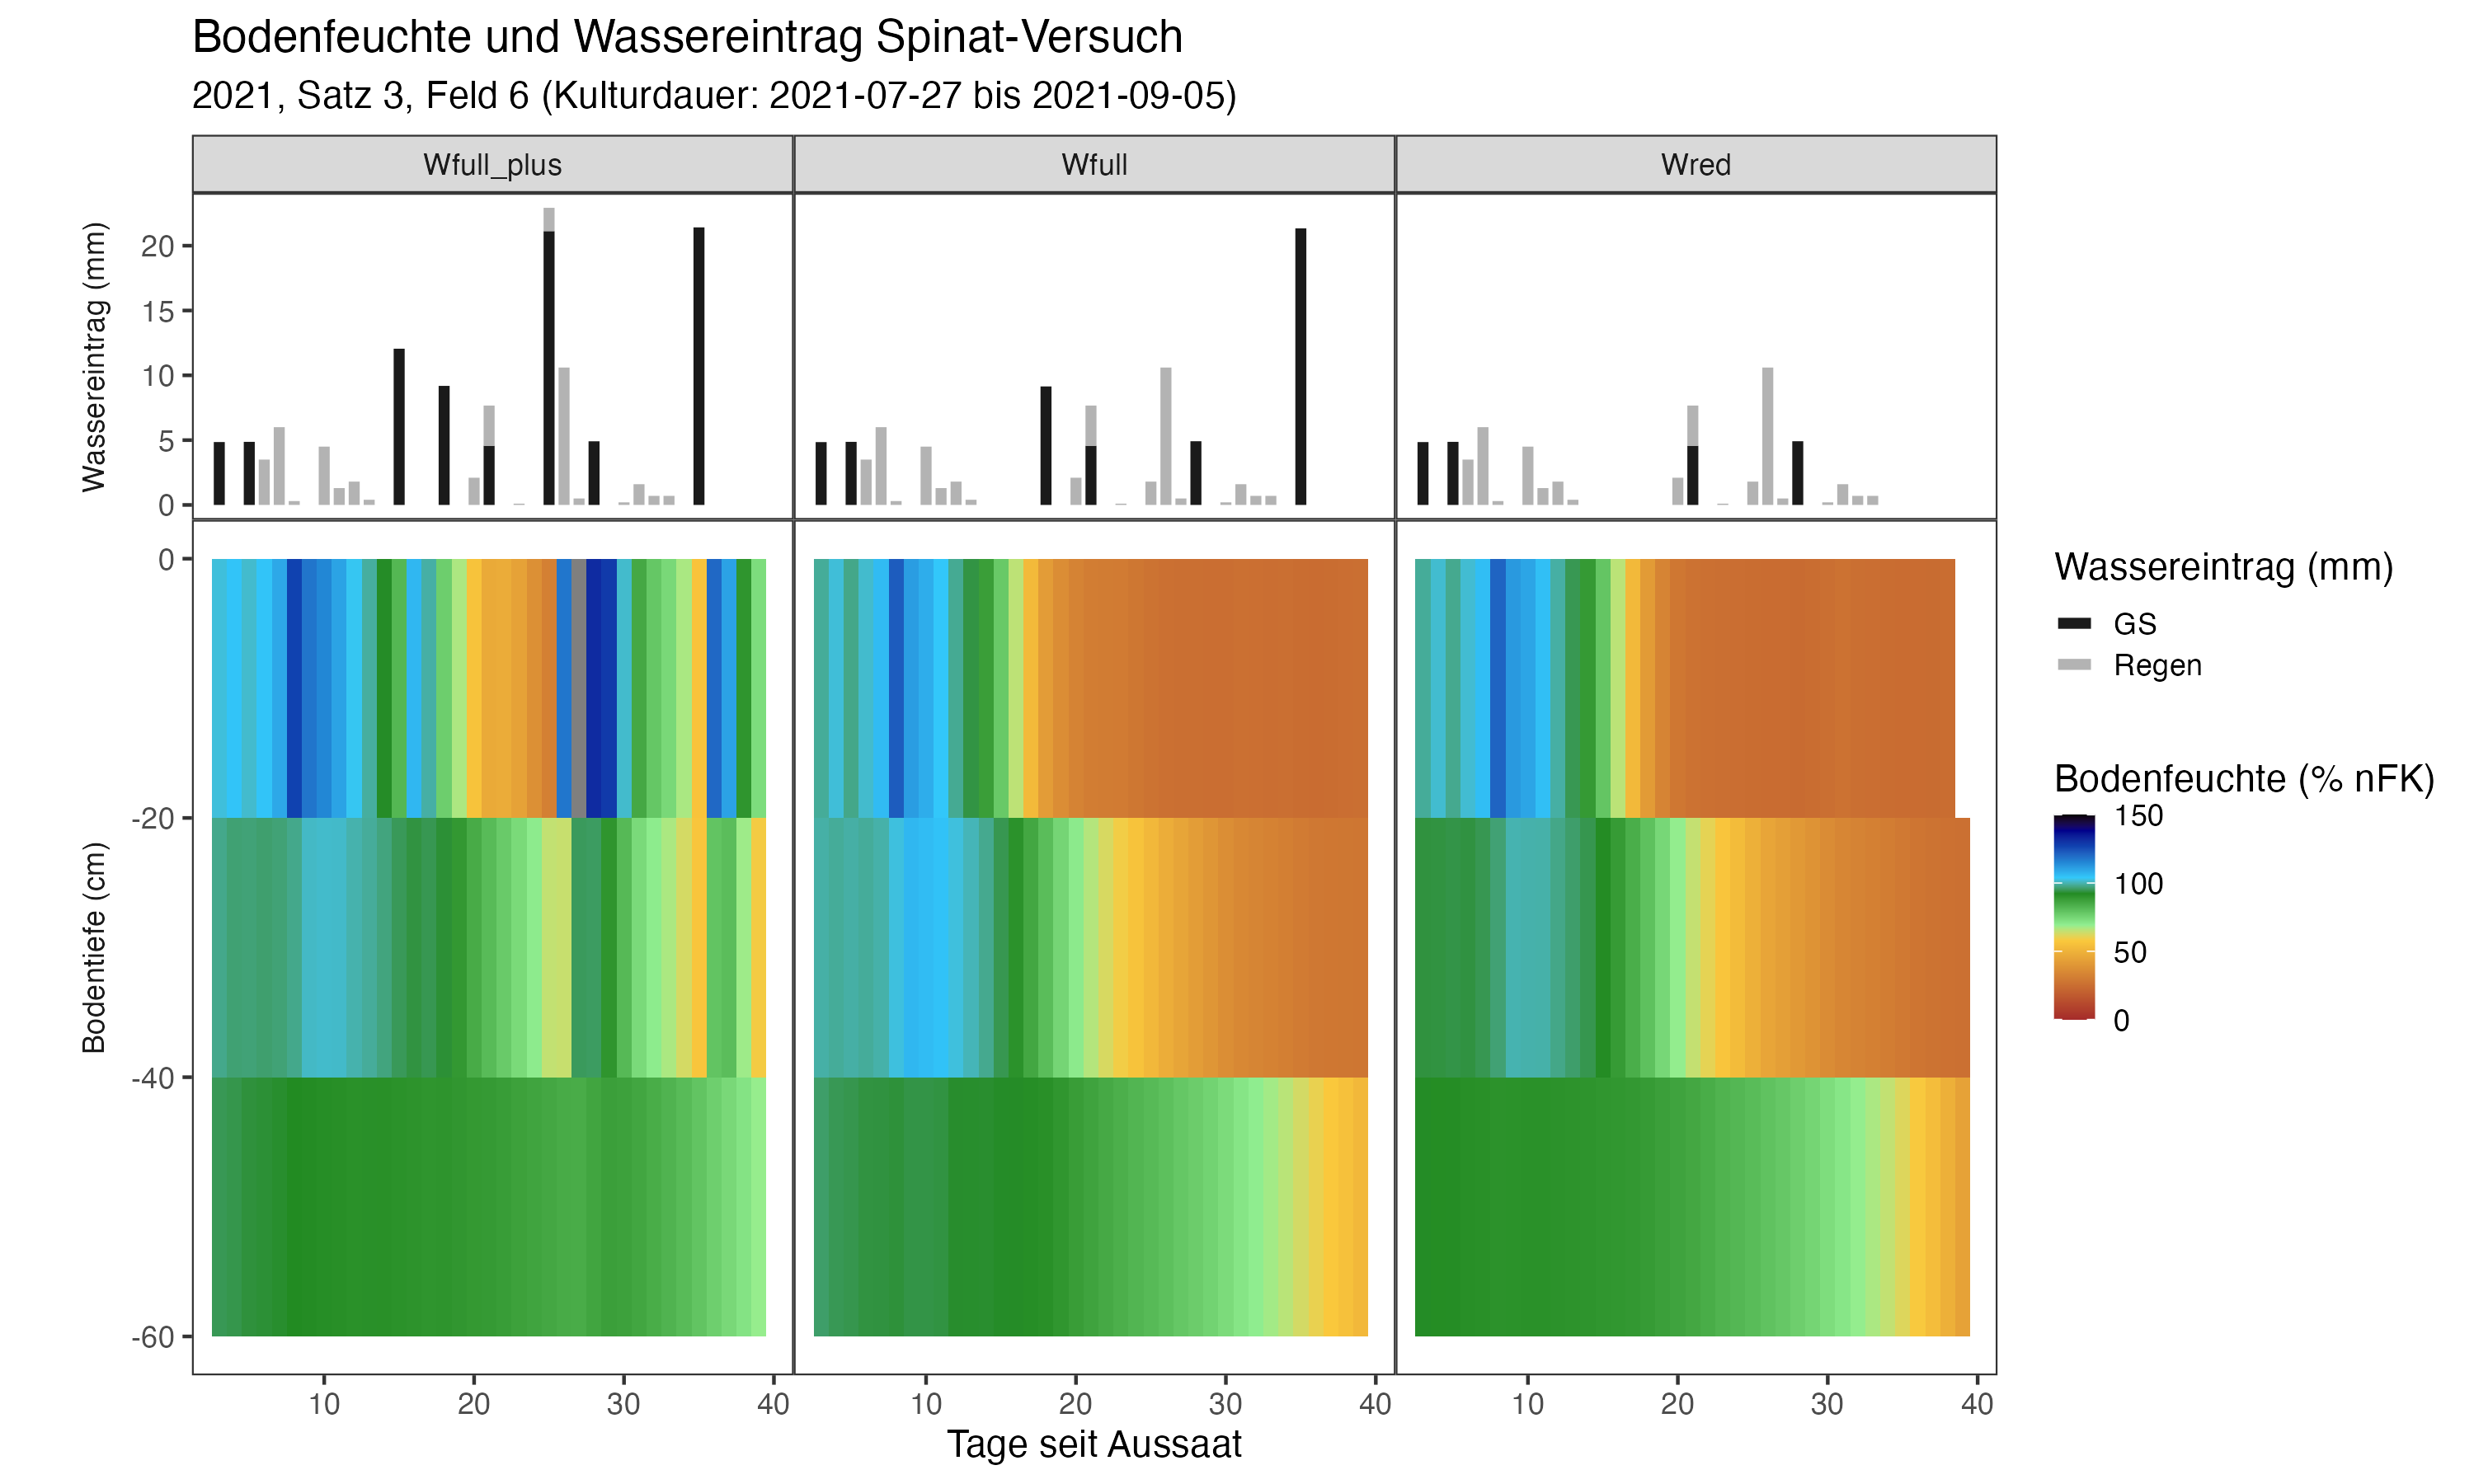 Bodenfeuchte und Wassereintrag Spinat-Versuch
2021, Satz 3, Feld 6 (Kulturdauer: 2021-07-27 bis 2021-09-05)
Wfull_plus Wfull Wred
Wassereintrag (mm)
20
15
10
5
0
Bodentiefe (cm)
0
-20
-40
-60
10 20 30 40 10 20 30 40 10 20 30 40
Tage seit Aussaat
Wassereintrag (mm)
GS
Regen
Bodenfeuchte (% nFK)
150
100
50
0